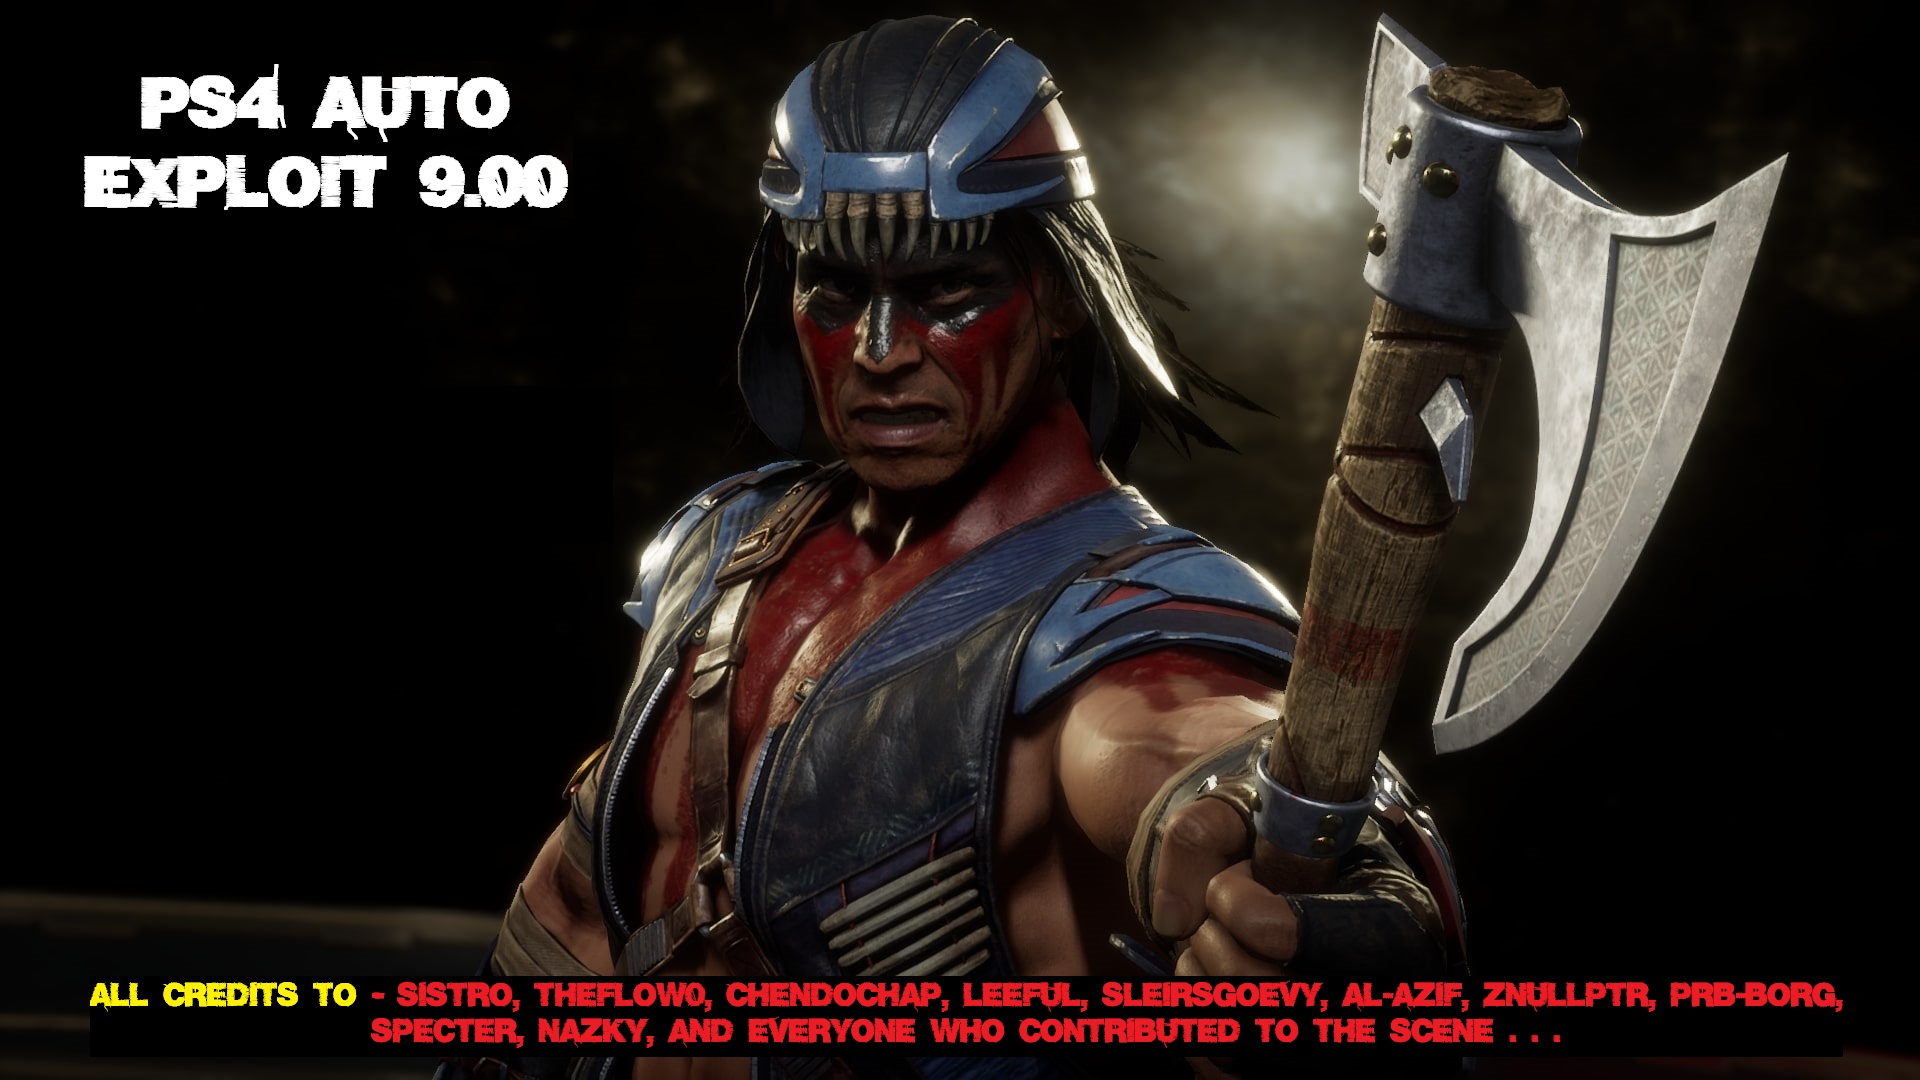 PS4 AUTO
EXPLOIT 9.00
ALL CREDITS TO - SISTRO, THEFLOW0, CHENDOCHAP, LEEFUL, SLEIRSGOEVY, AL-AZIF, ZNULLPTR, PRB-BORG,
SPECTER, NAZKY, AND EVERYONE WHO CONTRIBUTED TO THE SCENE . . .